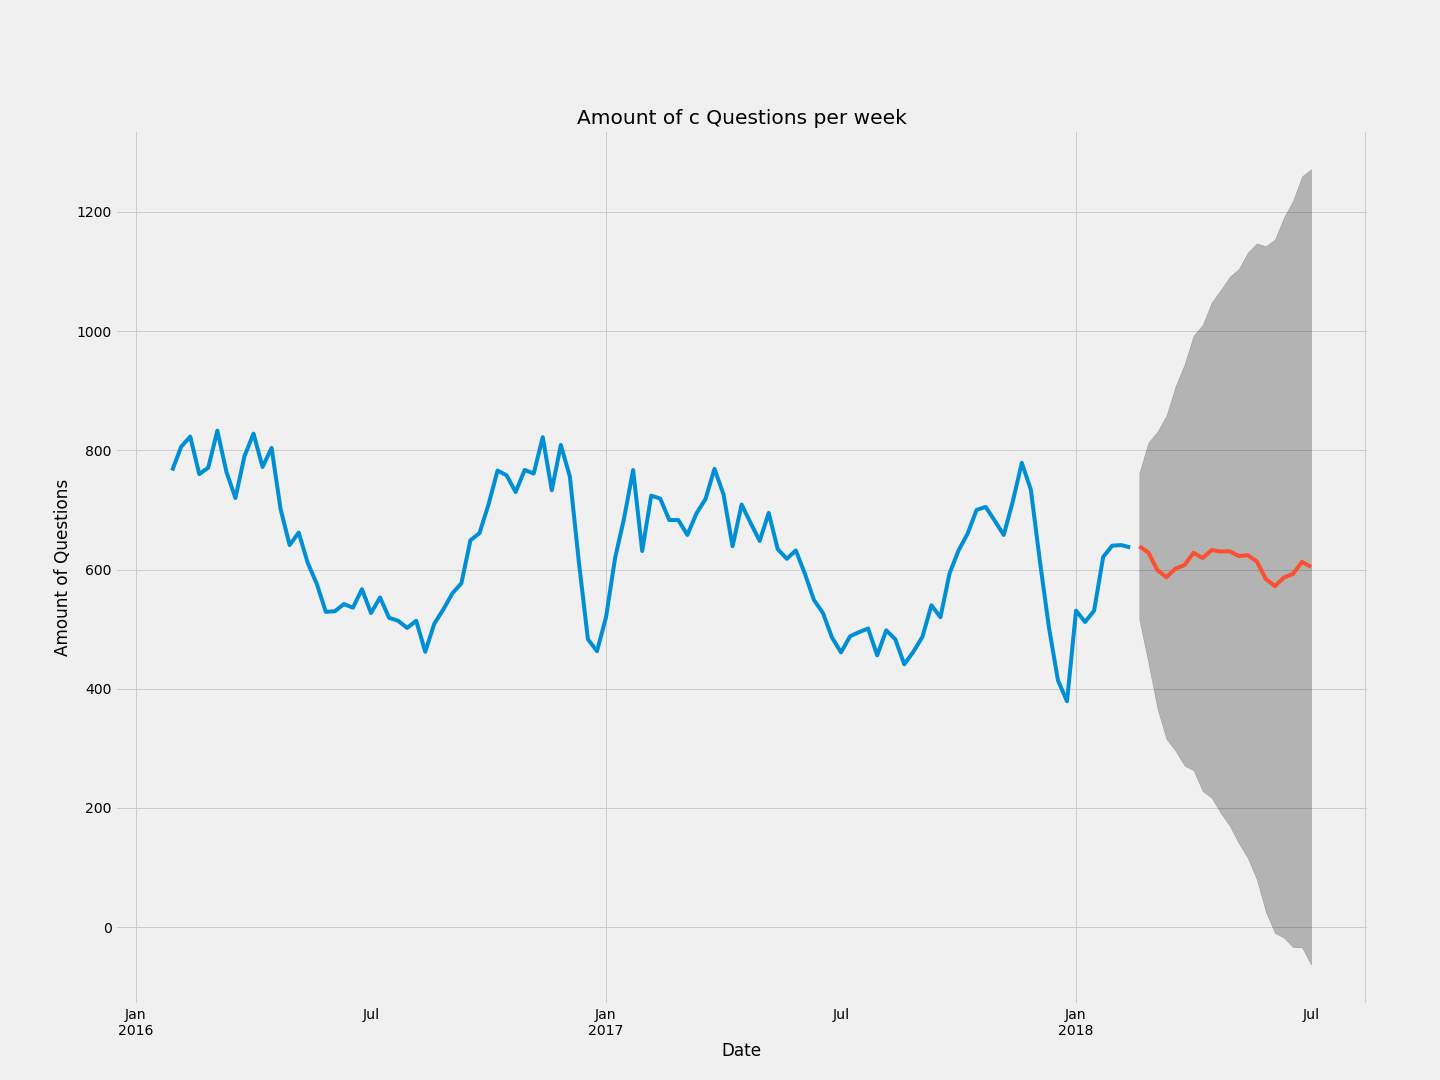 Amount of c Questions per week
Amount of Questions
1200
1000
800
600
400
200
0
Jan
2016
Jul
Jan
2017
Jul
Jan
2018
Jul
Date